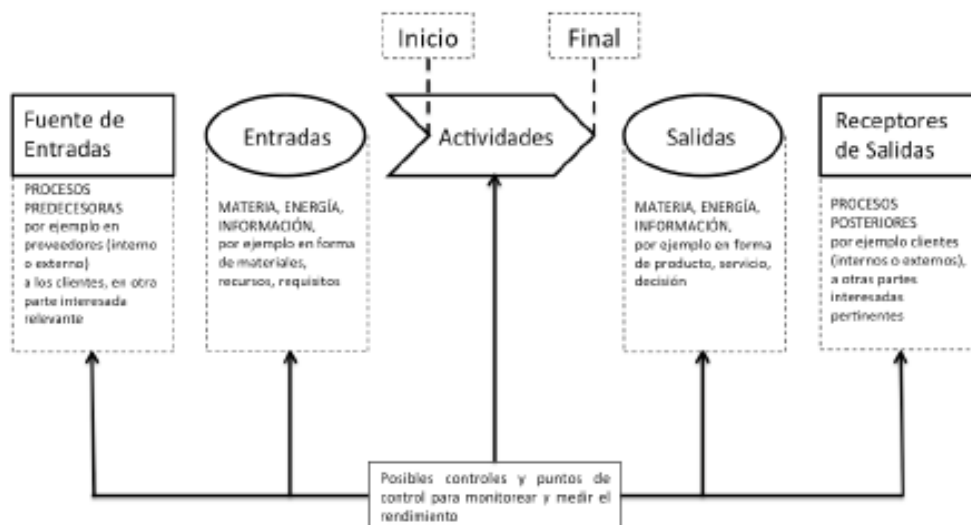 Inicio
Final
Fuente de
Entradas
Entradas
Actividades
Salidas
Receptores
de Salidas
PROCESOS
PREDECESORAS
por ejemplo en
proveedores (interno
o externo)
a los clientes, en otra
parte interesada
relevante
MATERIA, ENERGÍA,
INFORMACIÓN,
por ejemplo en forma
de materiales,
recursos, requisitos
MATERIA, ENERGÍA,
INFORMACIÓN,
por ejemplo en forma
de producto, servicio,
decisión
PROCESOS
POSTERIORES
por ejemplo clientes
(internos o externos),
a otras partes
interesadas
pertinentes
Posibles controles y puntos de
control para monitorear y medir el
rendimiento